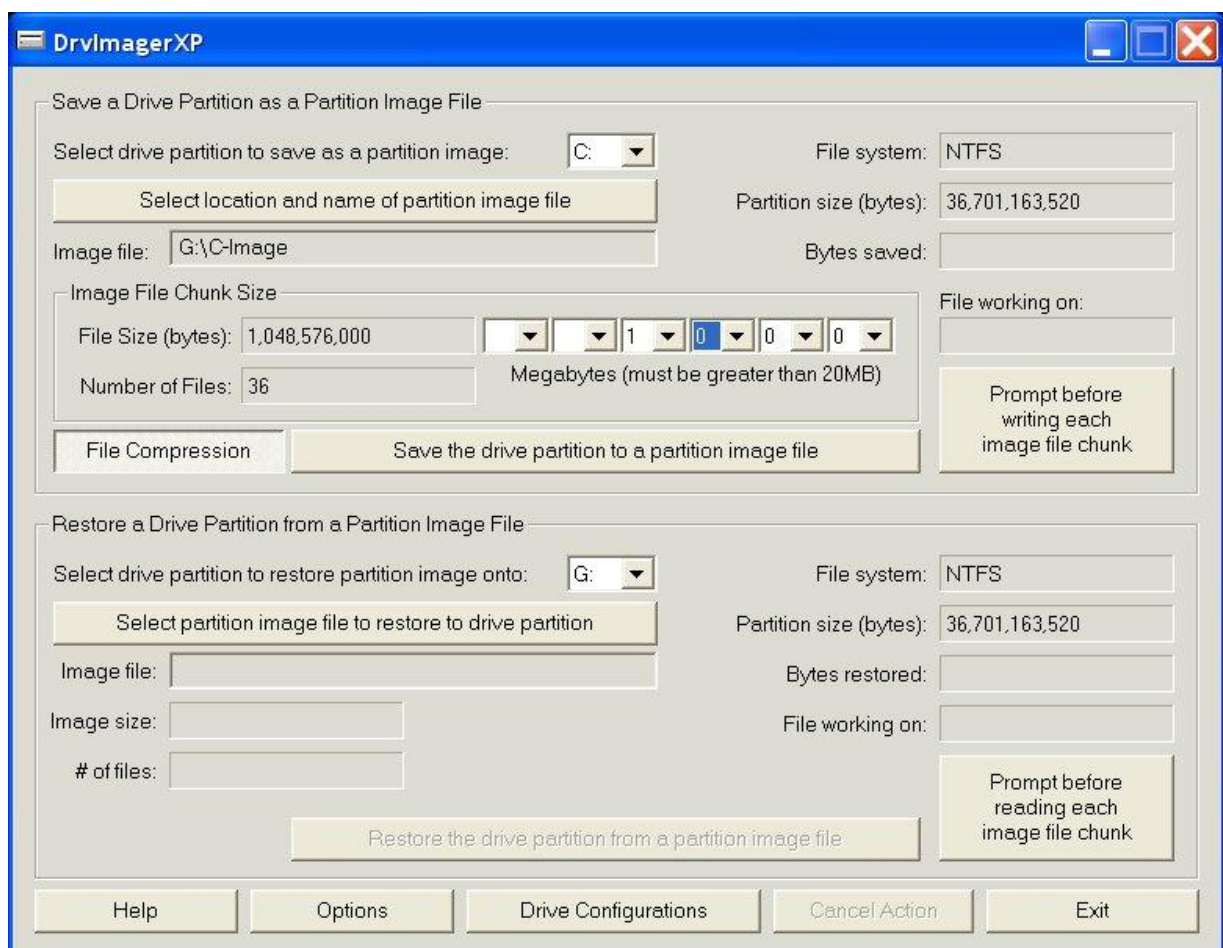 DrvImagerXP
Save a Drive Partition as a Partition Image File
Select drive partition to save as a partition image: C:
File system: NTFS
Select location and name of partition image file
Partition size (bytes): 36,701,163,520
Image file: G:\C-Image
Bytes saved:
Image File Chunk Size
File working on:
File Size (bytes): 1,048,576,000
1 0 0 0
Number of Files: 36
Megabytes (must be greater than 20MB)
Prompt before
writing each
image file chunk
File Compression
Save the drive partition to a partition image file
Restore a Drive Partition from a Partition Image File
Select drive partition to restore partition image onto: G:
File system: NTFS
Select partition image file to restore to drive partition
Partition size (bytes): 36,701,163,520
Image file:
Bytes restored:
Image size:
File working on:
# of files:
Prompt before
reading each
image file chunk
Restore the drive partition from a partition image file
Help
Options
Drive Configurations
Cancel Action
Exit